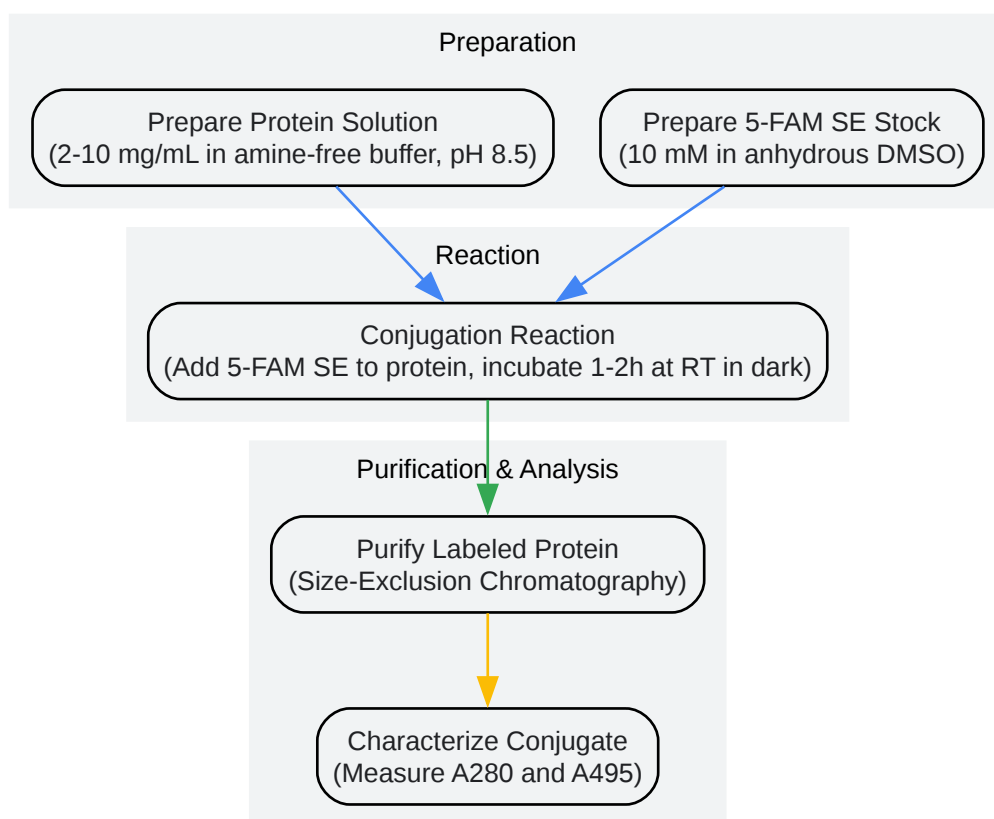 Preparation
Prepare Protein Solution
(2-10 mg/mL in amine-free buffer, pH 8.5)
Prepare 5-FAM SE Stock
(10 mM in anhydrous DMSO)
Reaction
Conjugation Reaction
(Add 5-FAM SE to protein, incubate 1-2h at RT in dark)
Purification & Analysis
Purify Labeled Protein
(Size-Exclusion Chromatography)
Characterize Conjugate
(Measure A280 and A495)